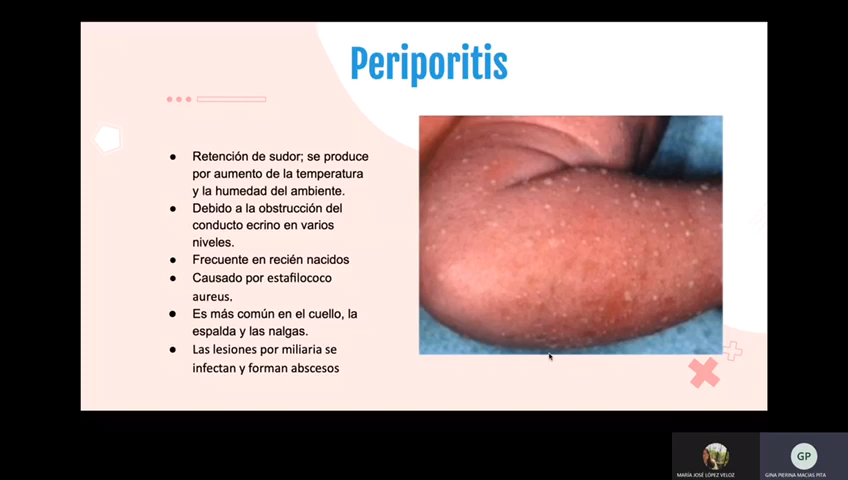 Periporitis
● Retención de sudor; se produce
por aumento de la temperatura
y la humedad del ambiente.
● Debido a la obstrucción del
conducto ecrino en varios
niveles.
● Frecuente en recién nacidos
● Causado por estafilococo
aureus.
● Es más común en el cuello, la
espalda y las nalgas.
● Las lesiones por miliaria se
infectan y forman abscesos
GP
MARÍA JOSÉ LÓPEZ VELOZ
GINA PIERINA MACIAS PITA